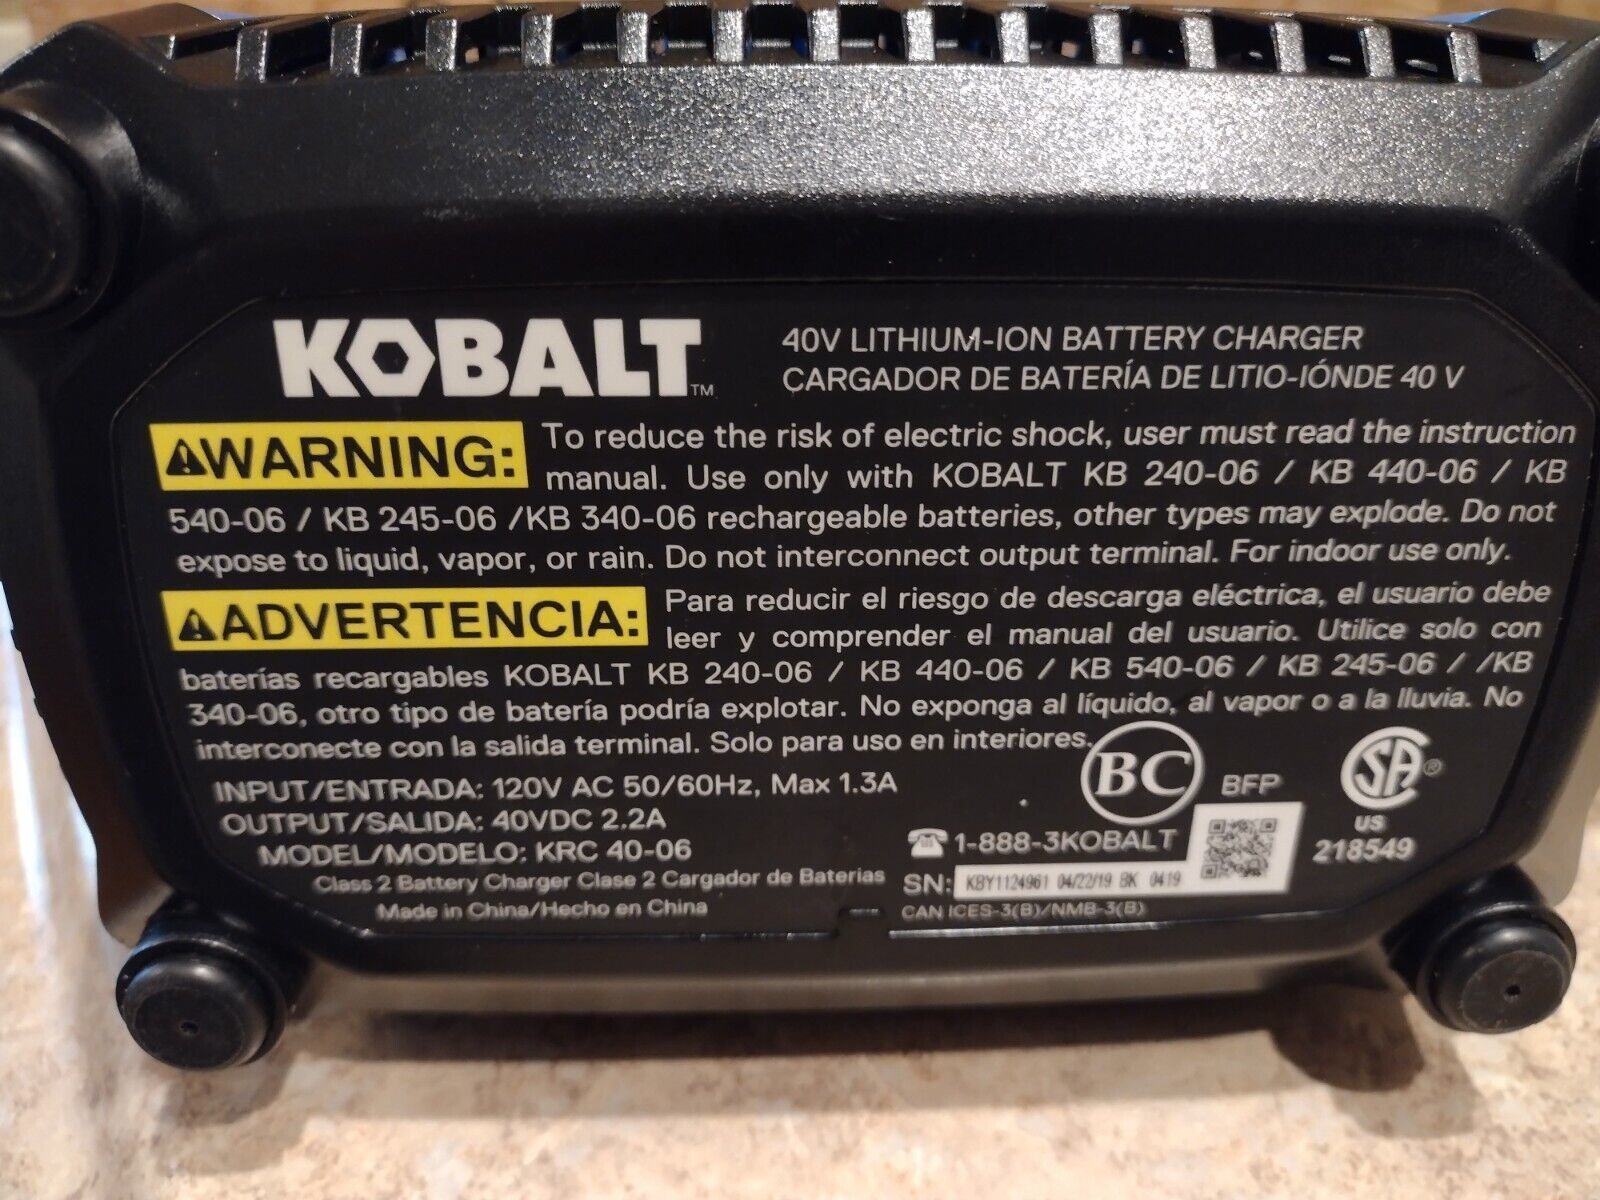 KOBALT™
40V LITHIUM-ION BATTERY CHARGER
CARGADOR DE BATERÍA DE LITIO-IÓNDE 40 V
WARNING: To reduce the risk of electric shock, user must read the instruction
manual. Use only with KOBALT KB 240-06 / KB 440-06 / KB
540-06 / KB 245-06 /KB 340-06 rechargeable batteries, other types may explode. Do not
expose to liquid, vapor, or rain. Do not interconnect output terminal. For indoor use only.
ADVERTENCIA: Para reducir el riesgo de descarga eléctrica, el usuario debe
leer y comprender el manual del usuario. Utilice solo con
baterías recargables KOBALT KB 240-06 / KB 440-06 / KB 540-06 / KB 245-06 / /KB
340-06, otro tipo de batería podría explotar. No exponga al líquido, al vapor o a la lluvia. No
interconecte con la salida terminal. Solo para uso en interiores.
INPUT/ENTRADA: 120V AC 50/60Hz, Max 1.3A
OUTPUT/SALIDA: 40VDC 2.2A
MODEL/MODELO: KRC 40-06
Class 2 Battery Charger Clase 2 Cargador de Baterias
Made in China/Hecho en China
BC
BFP
SA®
US
218549
1-888-3KOBALT
SN: KBY1124961 04/22/19 BK 0419
CAN ICES-3(B)/NMB-3(B)